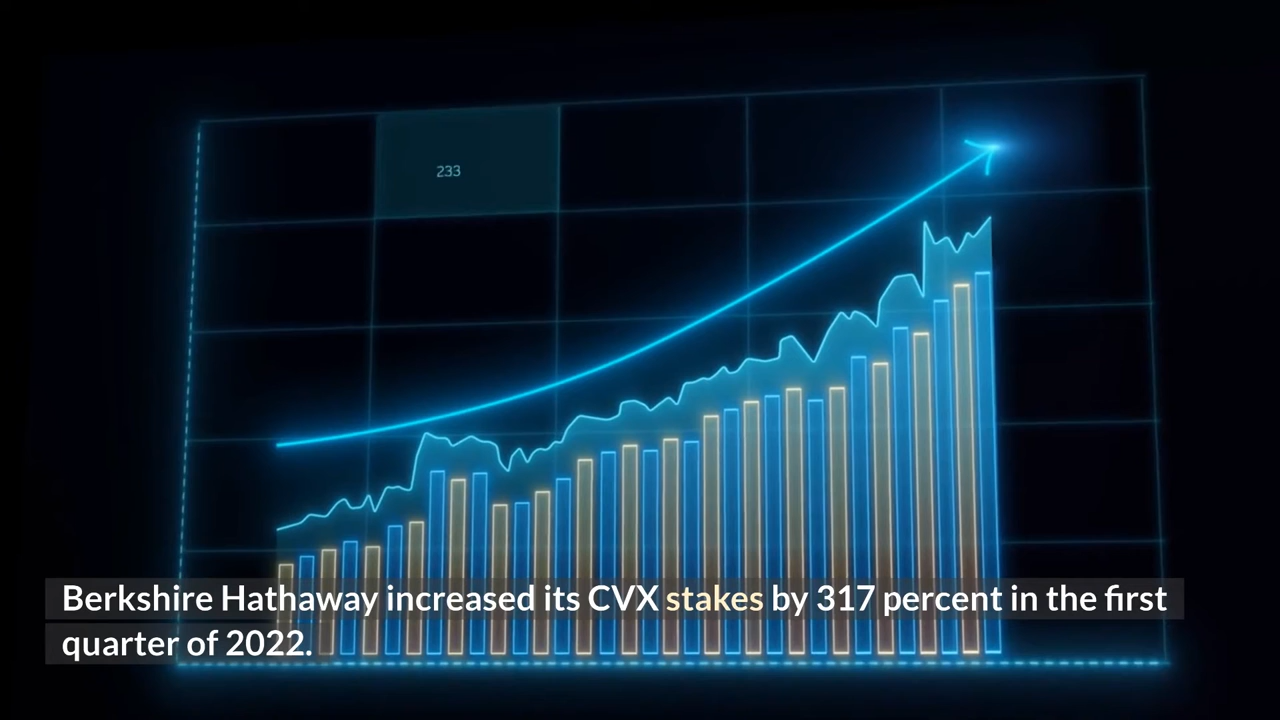 233
Berkshire Hathaway increased its CVX stakes by 317 percent in the first
quarter of 2022.